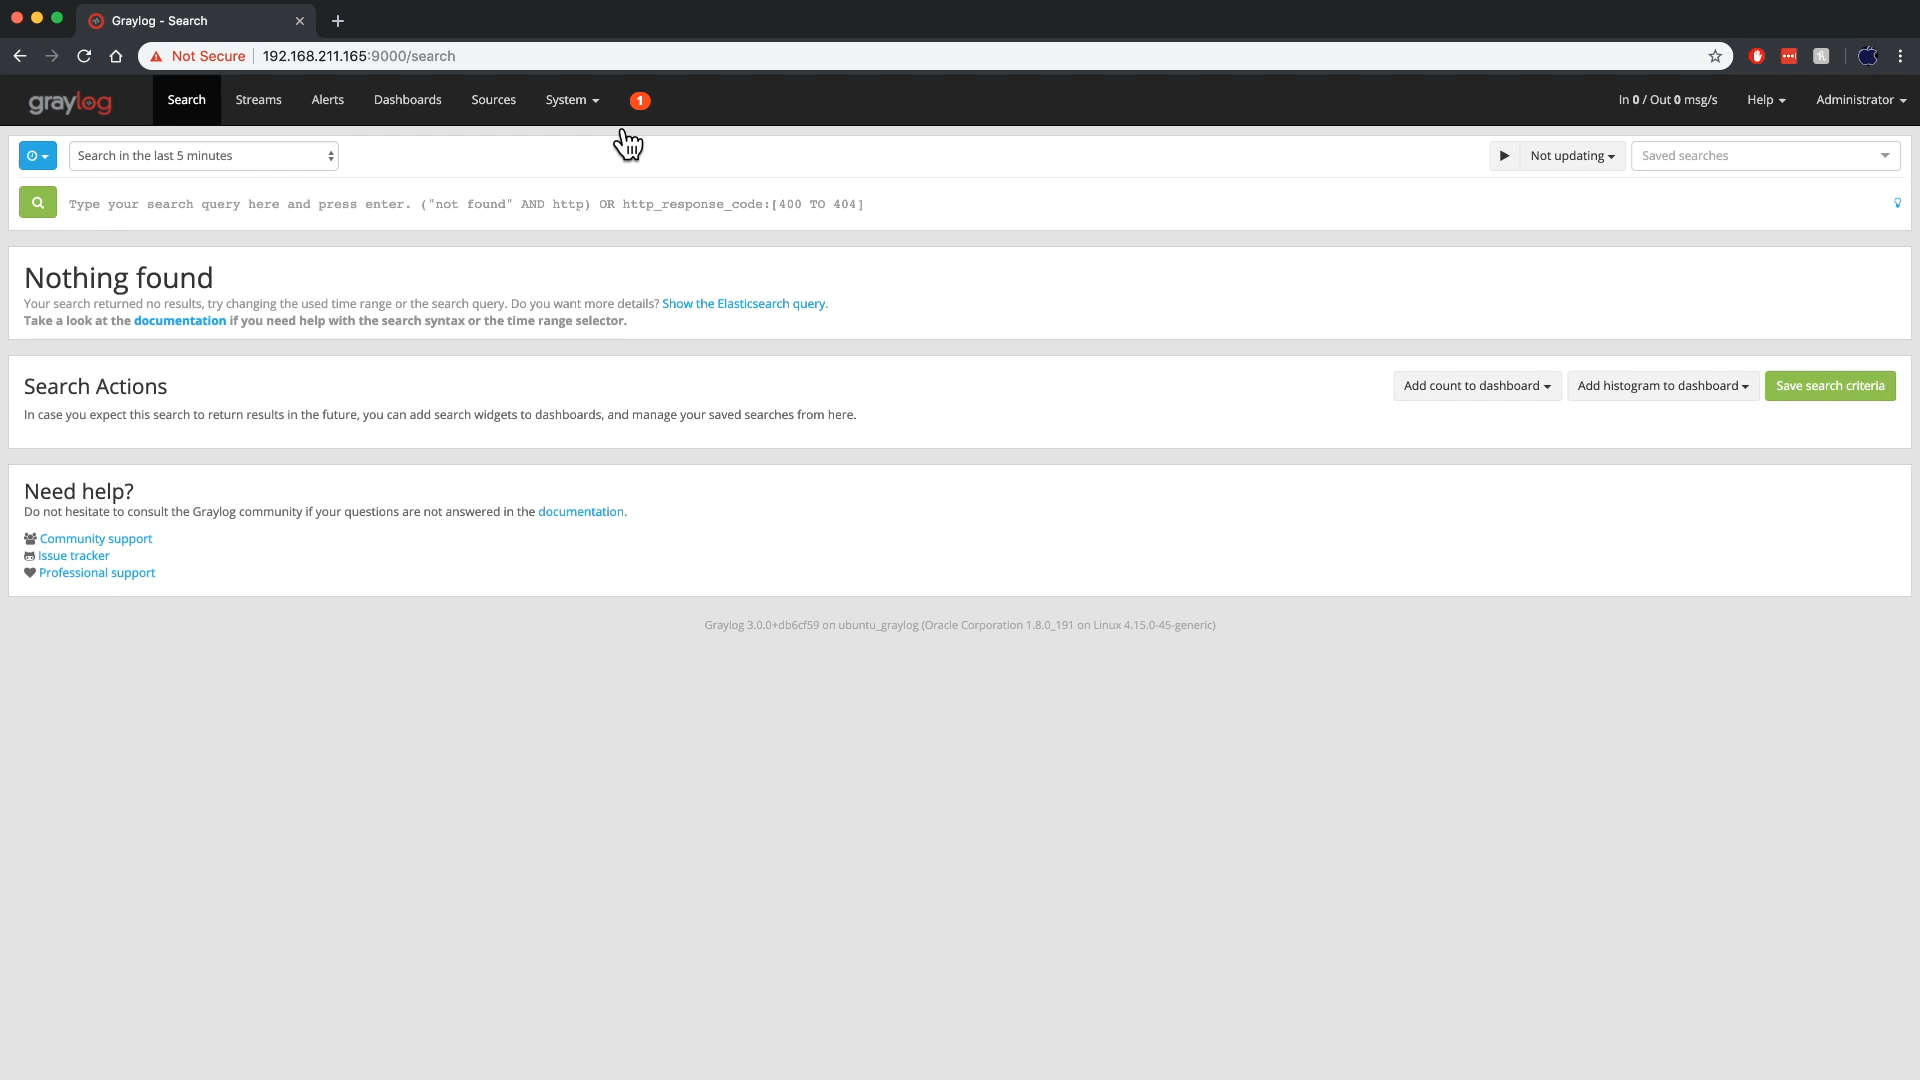 Graylog - Search
Not Secure 192.168.211.165:9000/search
graylog Search Streams Alerts Dashboards Sources System 1 In 0 / Out 0 msg/s Help Administrator
Search in the last 5 minutes Not updating Saved searches
Type your search query here and press enter. ("not found" AND http) OR http_response_code:[400 TO 404]
Nothing found
Your search returned no results, try changing the used time range or the search query. Do you want more details? Show the Elasticsearch query.
Take a look at the documentation if you need help with the search syntax or the time range selector.
Search Actions Add count to dashboard Add histogram to dashboard Save search criteria
In case you expect this search to return results in the future, you can add search widgets to dashboards, and manage your saved searches from here.
Need help?
Do not hesitate to consult the Graylog community if your questions are not answered in the documentation.
Community support
Issue tracker
Professional support
Graylog 3.0.0+db6cf59 on ubuntu_graylog (Oracle Corporation 1.8.0_191 on Linux 4.15.0-45-generic)